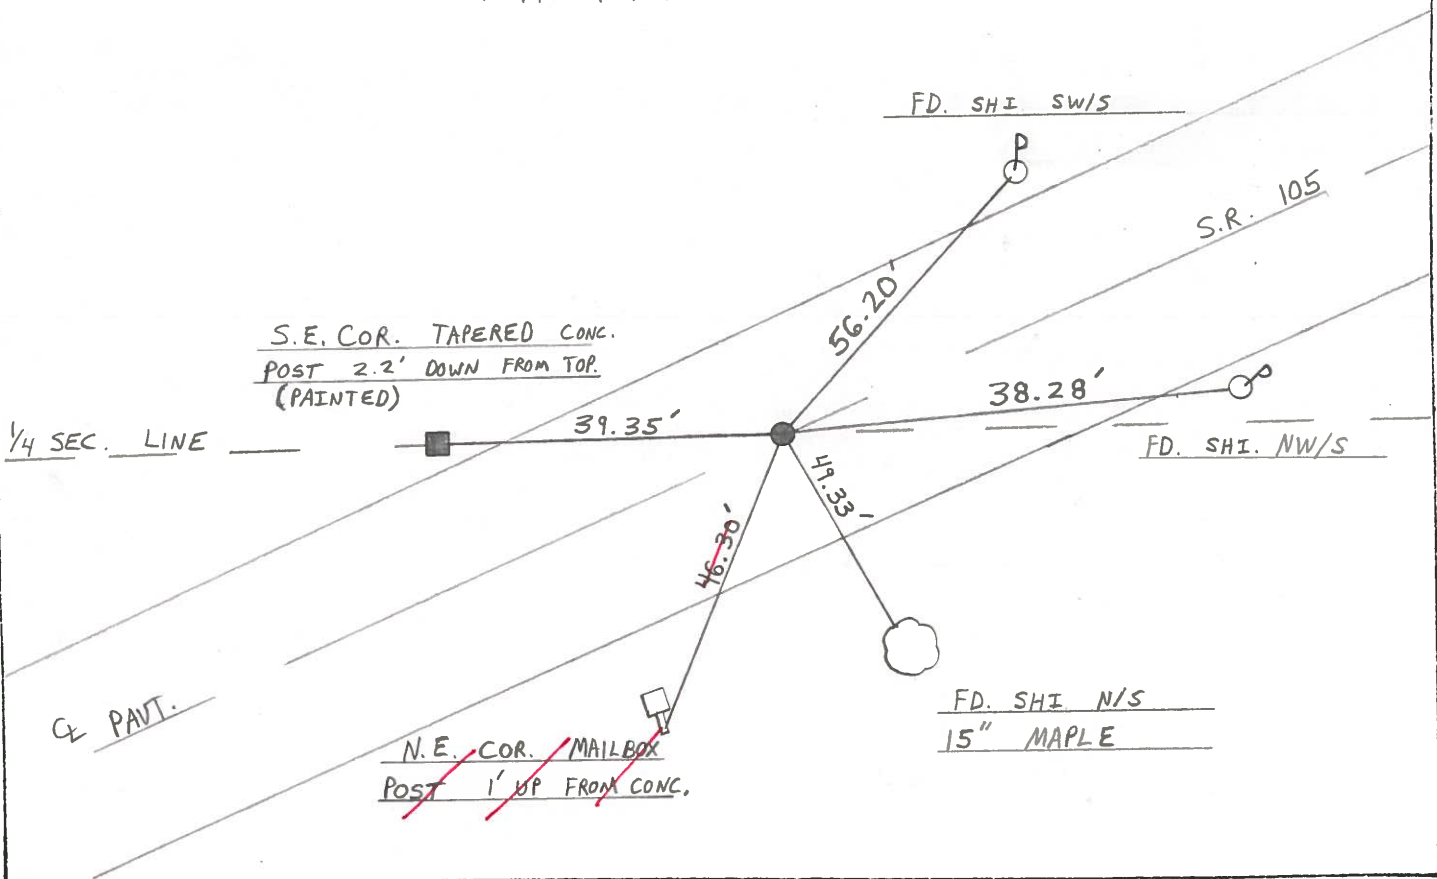 FD. SHI SW/S
S.R. 105
56.20'
S.E. COR. TAPERED CONC.
POST 2.2' DOWN FROM TOP.
(PAINTED)
38.28'
39.35'
1/4 SEC. LINE
FD. SHI. NW/S
49.33'
46.30'
FD. SHI N/S
15" MAPLE
℄ PAVT.
N.E. COR. MAILBOX
POST 1' UP FROM CONC.